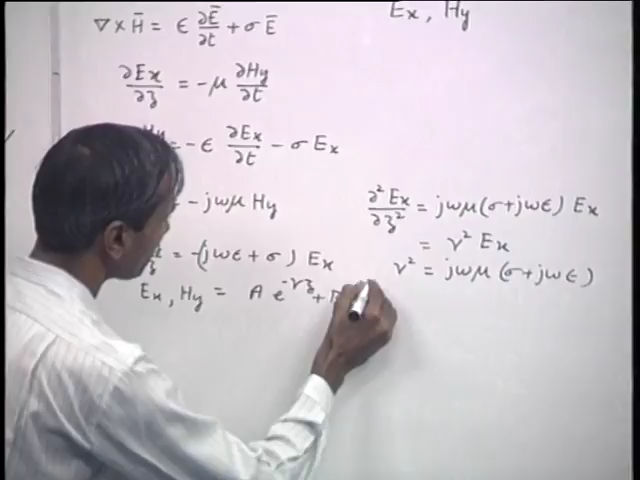 ∇ × H̄ = ϵ ∂Ē/∂t + σ Ē
Ex, Hy
∂Ex/∂z = -μ ∂Hy/∂t
Hy = -ϵ ∂Ex/∂t - σ Ex
- jωμ Hy
= -(jωϵ + σ) Ex
Ex, Hy = A e^-γz +
∂²Ex/∂z² = jωμ(σ+jωϵ) Ex
= γ² Ex
γ² = jωμ (σ+jωϵ)